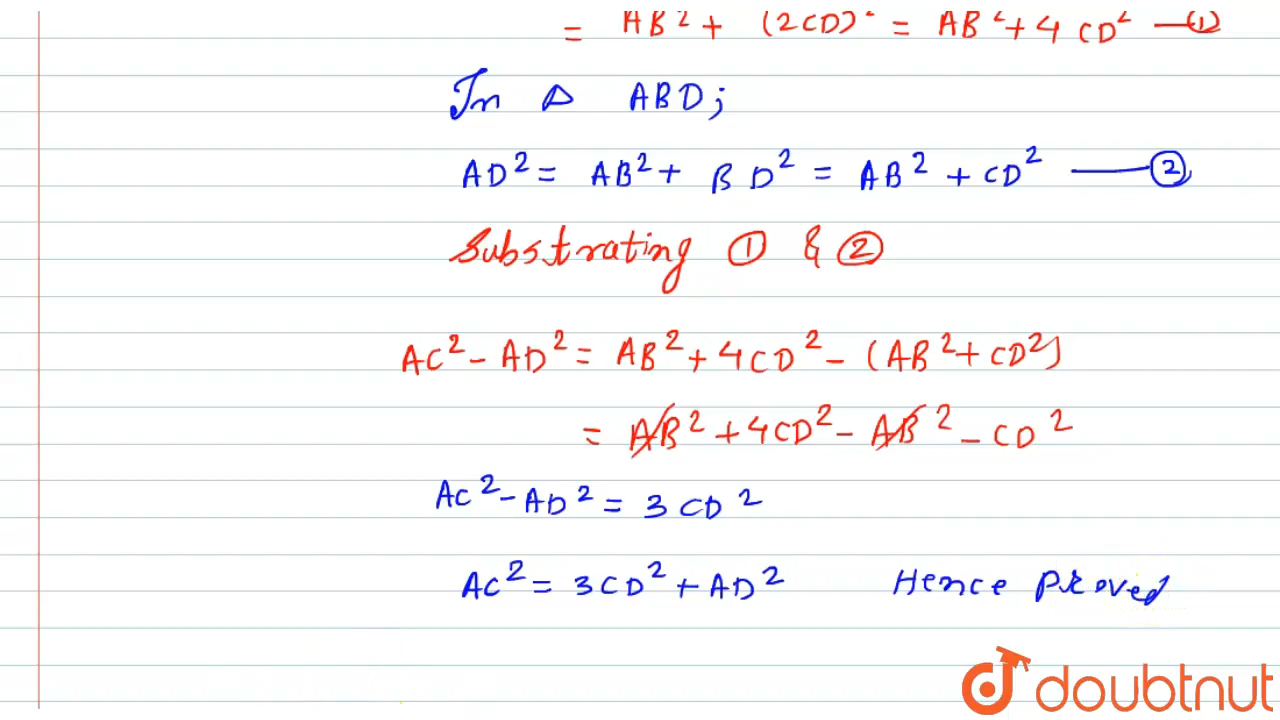 = AB² + (2CD)² = AB² + 4 CD² — ①
In Δ ABD;
AD² = AB² + BD² = AB² + CD² — ②
Substrating ① & ②
AC² - AD² = AB² + 4CD² - (AB² + CD²)
= AB² + 4CD² - AB² - CD²
AC² - AD² = 3 CD²
AC² = 3CD² + AD² Hence Proved
doubtnut